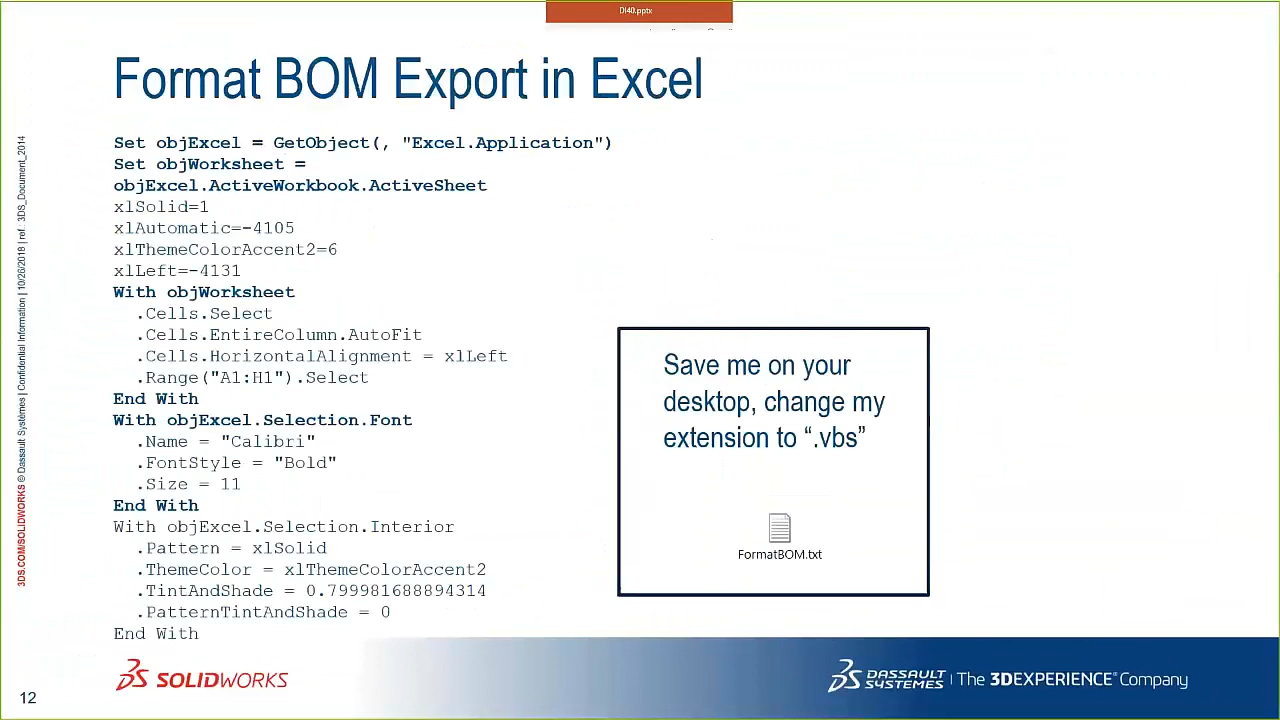 DI40.pptx
Format BOM Export in Excel
Set objExcel = GetObject(, "Excel.Application")
Set objWorksheet =
objExcel.ActiveWorkbook.ActiveSheet
xlSolid=1
xlAutomatic=-4105
xlThemeColorAccent2=6
xlLeft=-4131
With objWorksheet
.Cells.Select
.Cells.EntireColumn.AutoFit
.Cells.HorizontalAlignment = xlLeft
.Range("A1:H1").Select
End With
With objExcel.Selection.Font
.Name = "Calibri"
.FontStyle = "Bold"
.Size = 11
End With
With objExcel.Selection.Interior
.Pattern = xlSolid
.ThemeColor = xlThemeColorAccent2
.TintAndShade = 0.799981688894314
.PatternTintAndShade = 0
End With
Save me on your
desktop, change my
extension to “.vbs”
FormatBOM.txt
3DS.COM/SOLIDWORKS © Dassault Systèmes | Confidential Information | 10/26/2018 | ref.: 3DS_Document_2014
12
SOLIDWORKS
DASSAULT
SYSTEMES | The 3DEXPERIENCE® Company